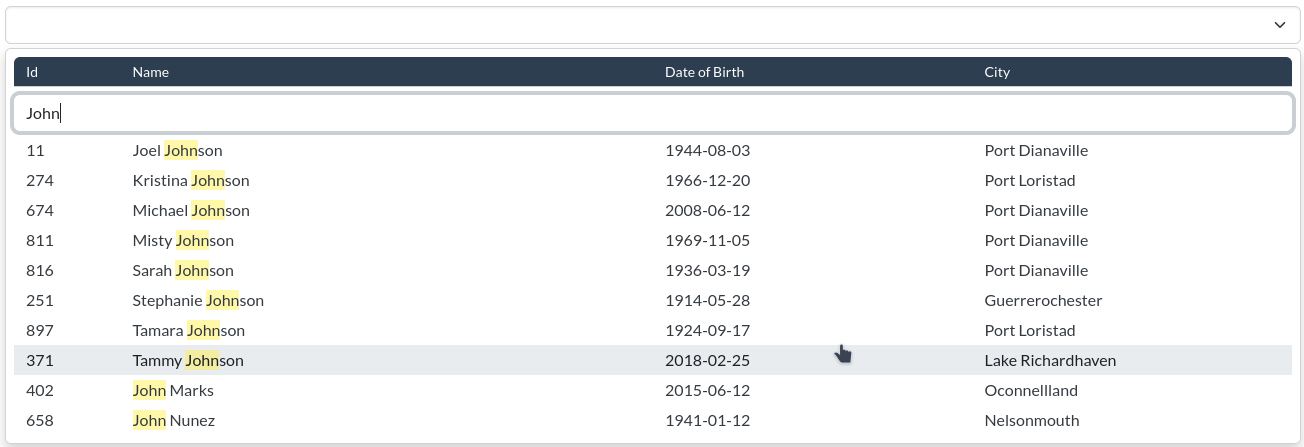 Id Name Date of Birth City
John
11 Joel Johnson 1944-08-03 Port Dianaville
274 Kristina Johnson 1966-12-20 Port Loristad
674 Michael Johnson 2008-06-12 Port Dianaville
811 Misty Johnson 1969-11-05 Port Dianaville
816 Sarah Johnson 1936-03-19 Port Dianaville
251 Stephanie Johnson 1914-05-28 Guerrerochester
897 Tamara Johnson 1924-09-17 Port Loristad
371 Tammy Johnson 2018-02-25 Lake Richardhaven
402 John Marks 2015-06-12 Oconnellland
658 John Nunez 1941-01-12 Nelsonmouth